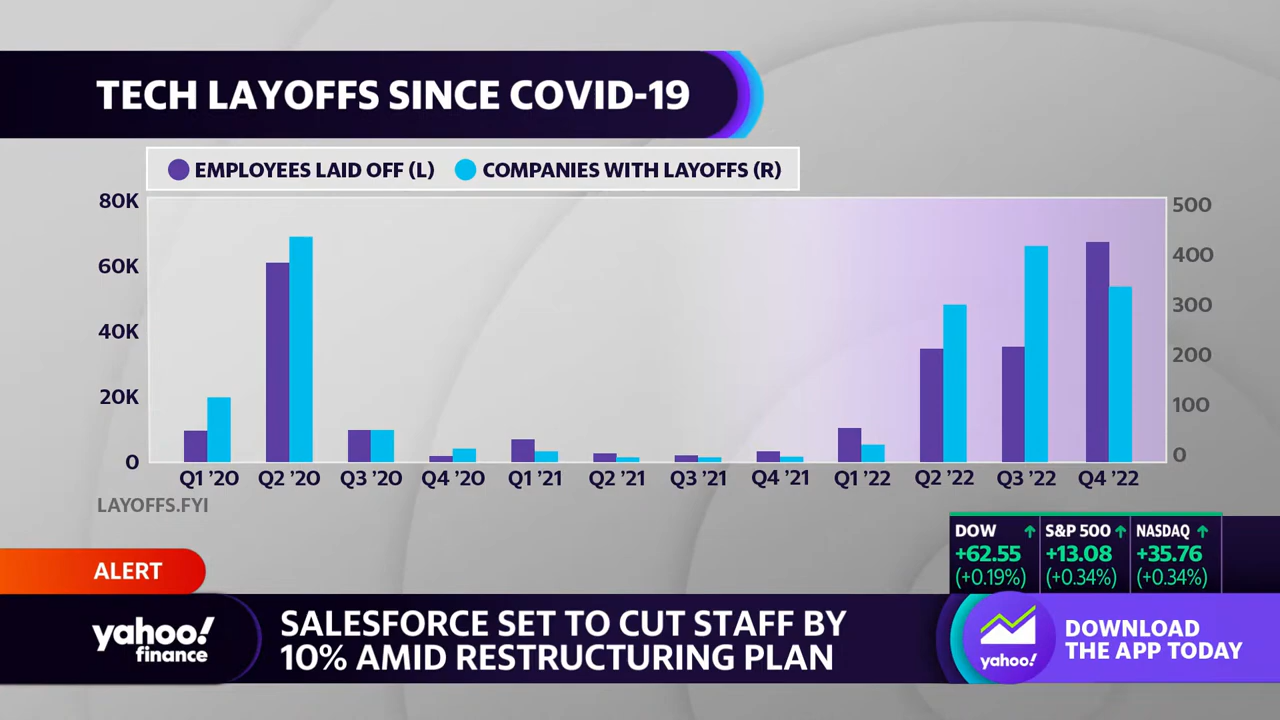 TECH LAYOFFS SINCE COVID-19
EMPLOYEES LAID OFF (L) COMPANIES WITH LAYOFFS (R)
80K
60K
40K
20K
0
500
400
300
200
100
0
Q1 ’20 Q2 ’20 Q3 ’20 Q4 ’20 Q1 ’21 Q2 ’21 Q3 ’21 Q4 ’21 Q1 ’22 Q2 ’22 Q3 ’22 Q4 ’22
LAYOFFS.FYI
DOW S&P 500 NASDAQ
+62.55 +13.08 +35.76
(+0.19%) (+0.34%) (+0.34%)
ALERT
yahoo!
finance
SALESFORCE SET TO CUT STAFF BY
10% AMID RESTRUCTURING PLAN
yahoo!
DOWNLOAD
THE APP TODAY